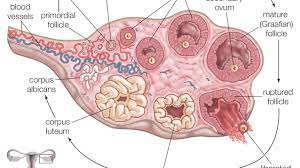 ovum
blood
vessels
primordial
follicle
mature
(Graafian)
follicle
ruptured
follicle
corpus
albicans
corpus
luteum